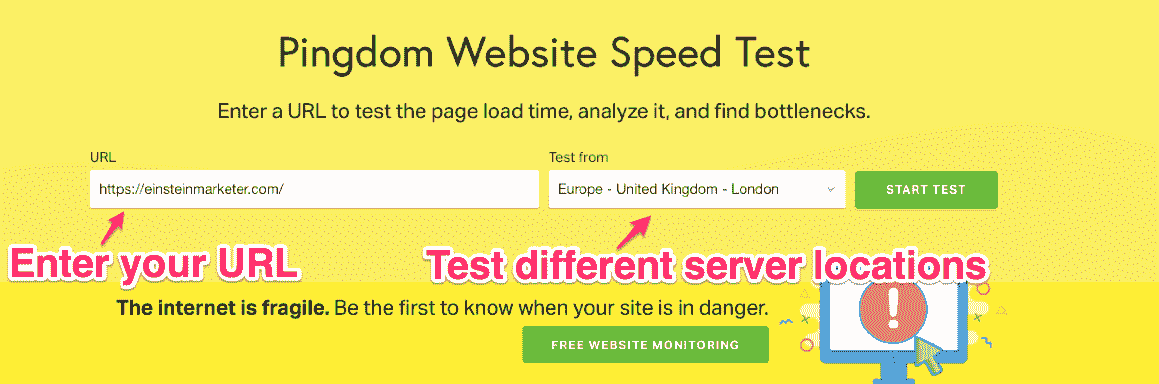 Pingdom Website Speed Test
Enter a URL to test the page load time, analyze it, and find bottlenecks.
URL
Test from
https://einsteinmarketer.com/
Europe - United Kingdom - London
START TEST
Enter your URL
Test different server locations
The internet is fragile. Be the first to know when your site is in danger.
FREE WEBSITE MONITORING